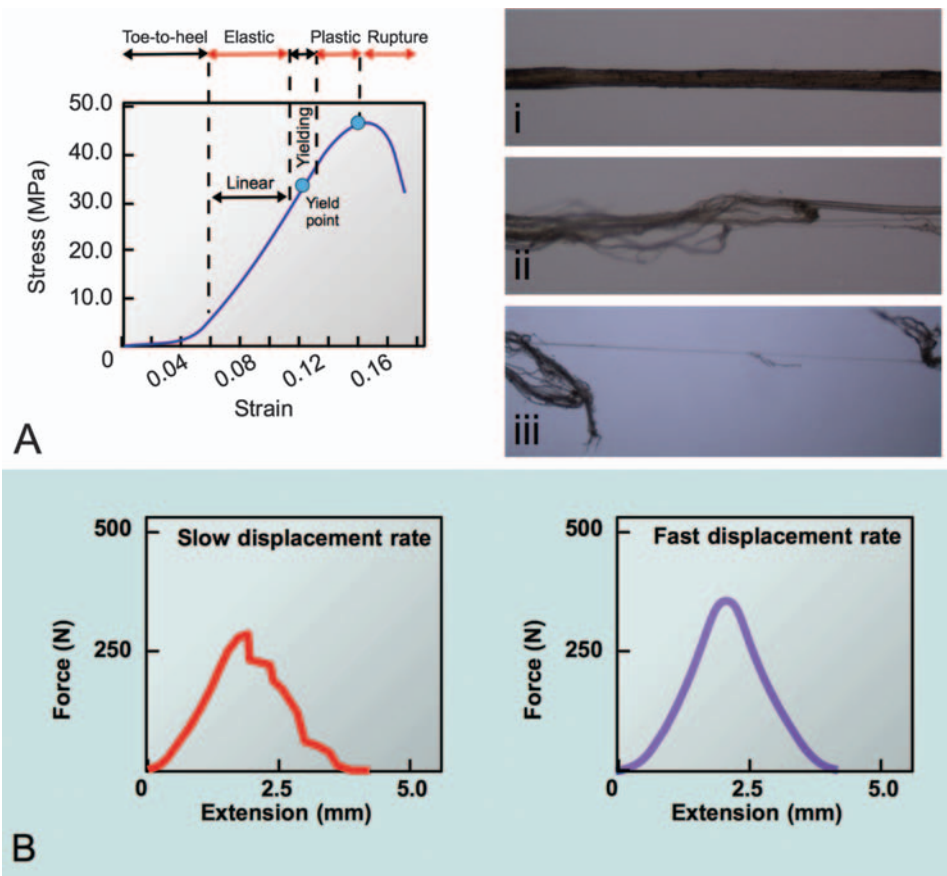 Toe-to-heel Elastic Plastic Rupture
50.0
40.0
30.0
20.0
10.0
0
Stress (MPa)
Linear
Yielding
Yield
point
0.04 0.08 0.12 0.16
Strain
A
i
ii
iii
Slow displacement rate
500
250
Force (N)
0 2.5 5.0
Extension (mm)
Fast displacement rate
500
250
Force (N)
0 2.5 5.0
Extension (mm)
B